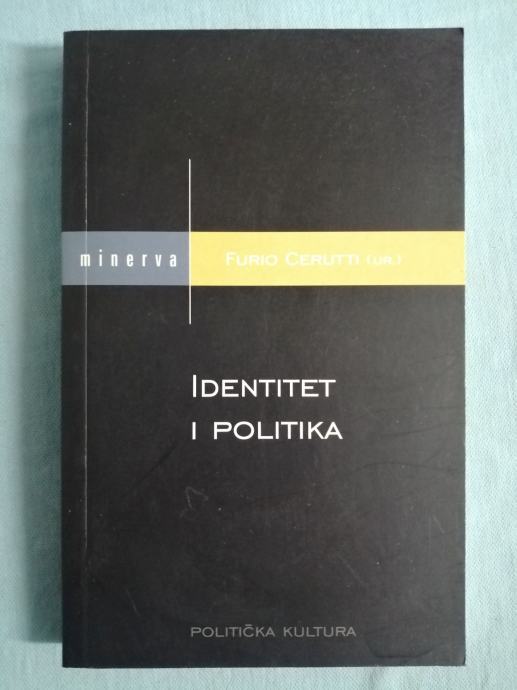 minerva
FURIO CERUTTI (UR.)
IDENTITET
I POLITIKA
POLITIČKA KULTURA